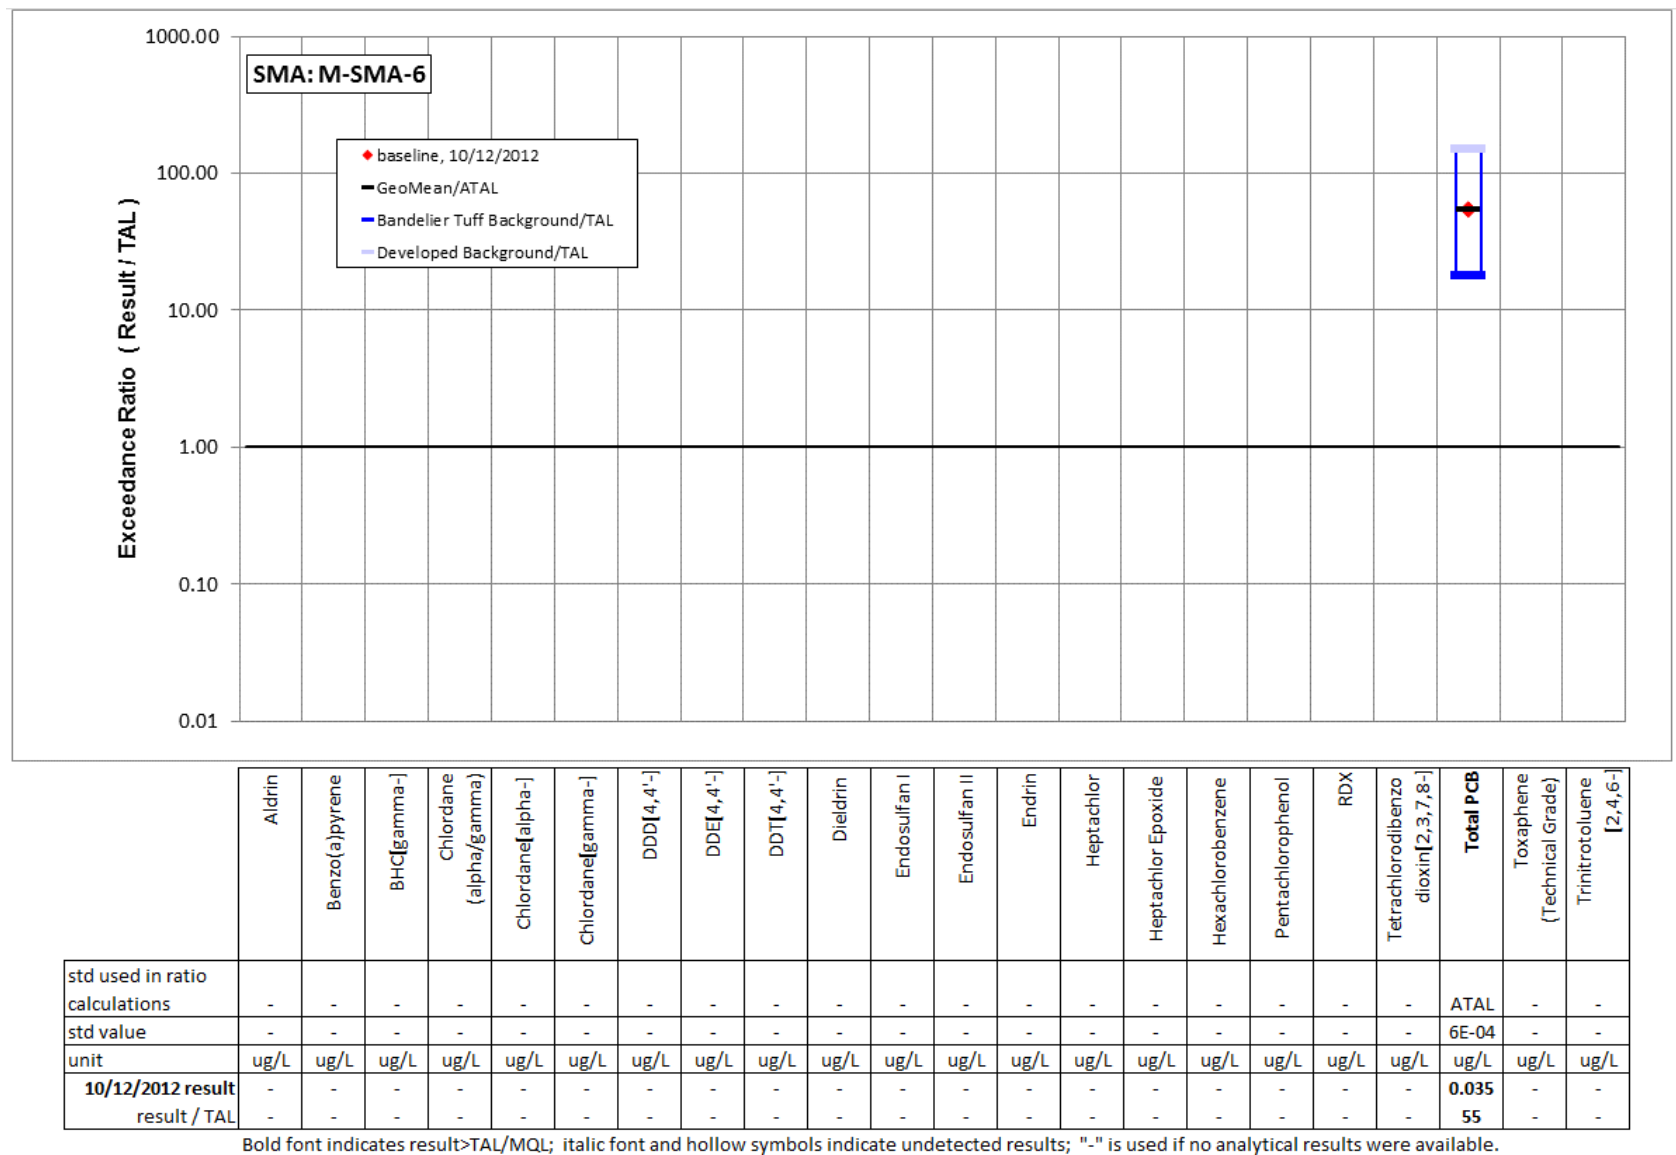 1000.00
SMA: M-SMA-6
baseline, 10/12/2012
GeoMean/ATAL
Bandelier Tuff Background/TAL
Developed Background/TAL
100.00
10.00
1.00
0.10
0.01
Exceedance Ratio ( Result / TAL )
Aldrin
Benzo(a)pyrene
BHC[gamma-]
Chlordane
(alpha/gamma)
Chlordane[alpha-]
Chlordane[gamma-]
DDD[4,4'-]
DDE[4,4'-]
DDT[4,4'-]
Dieldrin
Endosulfan I
Endosulfan II
Endrin
Heptachlor
Heptachlor Epoxide
Hexachlorobenzene
Pentachlorophenol
RDX
Tetrachlorodibenzo
dioxin[2,3,7,8-]
Total PCB
Toxaphene
(Technical Grade)
Trinitrotoluene
[2,4,6-]
std used in ratio
calculations - - - - - - - - - - - - - - - - - - - ATAL - -
std value - - - - - - - - - - - - - - - - - - - 6E-04 - -
unit ug/L ug/L ug/L ug/L ug/L ug/L ug/L ug/L ug/L ug/L ug/L ug/L ug/L ug/L ug/L ug/L ug/L ug/L ug/L ug/L ug/L ug/L
10/12/2012 result - - - - - - - - - - - - - - - - - - - 0.035 - -
result / TAL - - - - - - - - - - - - - - - - - - - 55 - -
Bold font indicates result>TAL/MQL; italic font and hollow symbols indicate undetected results; "-" is used if no analytical results were available.